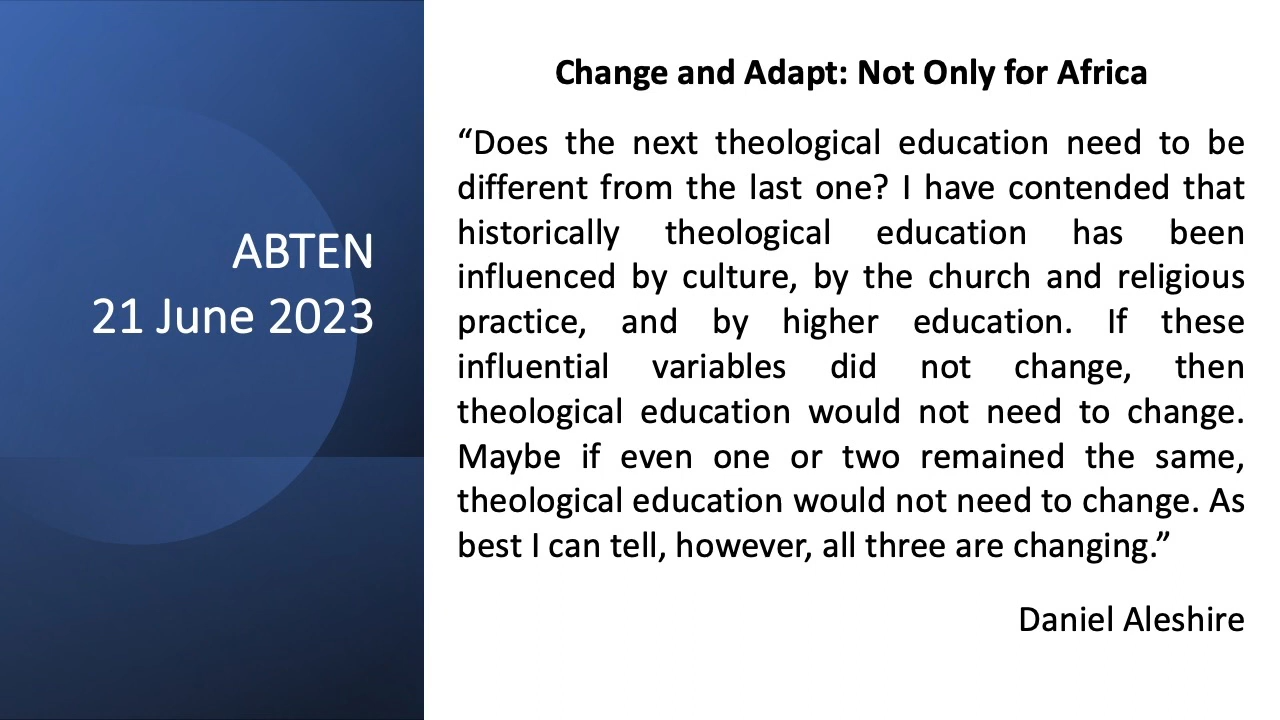 ABTEN
21 June 2023
Change and Adapt: Not Only for Africa
“Does the next theological education need to be
different from the last one? I have contended that
historically theological education has been
influenced by culture, by the church and religious
practice, and by higher education. If these
influential variables did not change, then
theological education would not need to change.
Maybe if even one or two remained the same,
theological education would not need to change. As
best I can tell, however, all three are changing.”
Daniel Aleshire